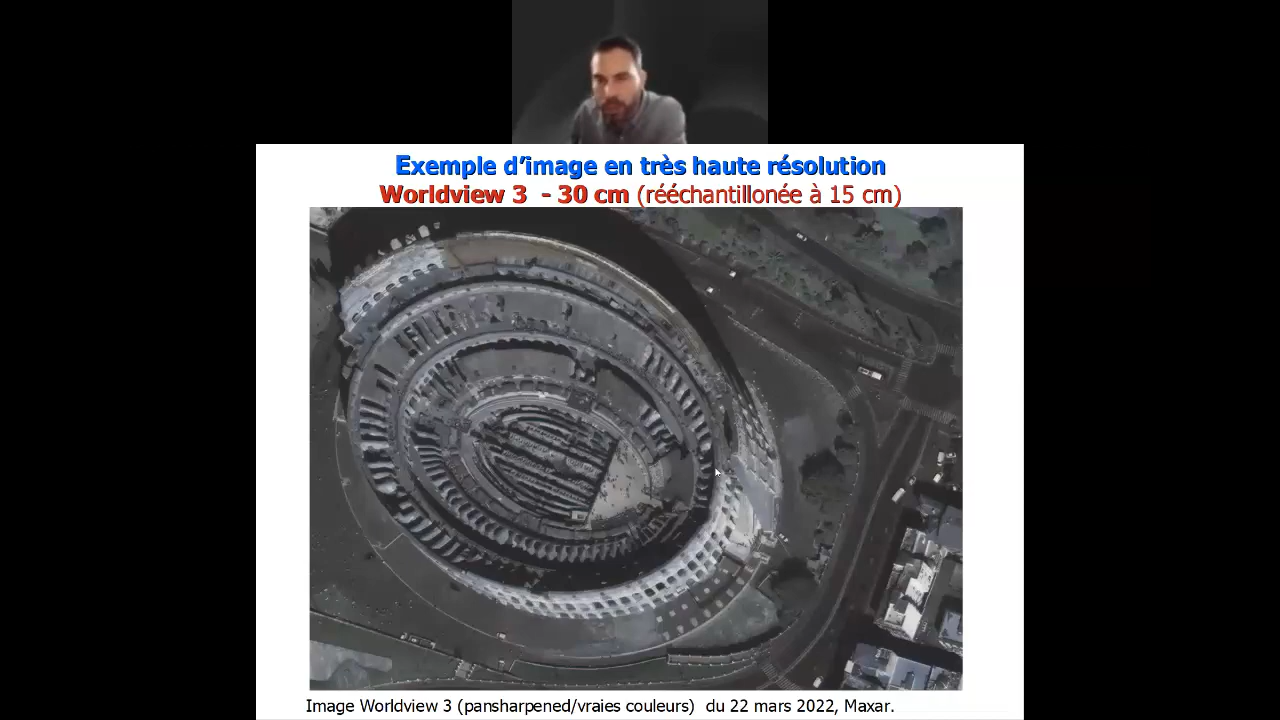 Exemple d'image en très haute résolution
Worldview 3 - 30 cm (rééchantillonée à 15 cm)
Image Worldview 3 (pansharpened/vraies couleurs) du 22 mars 2022, Maxar.